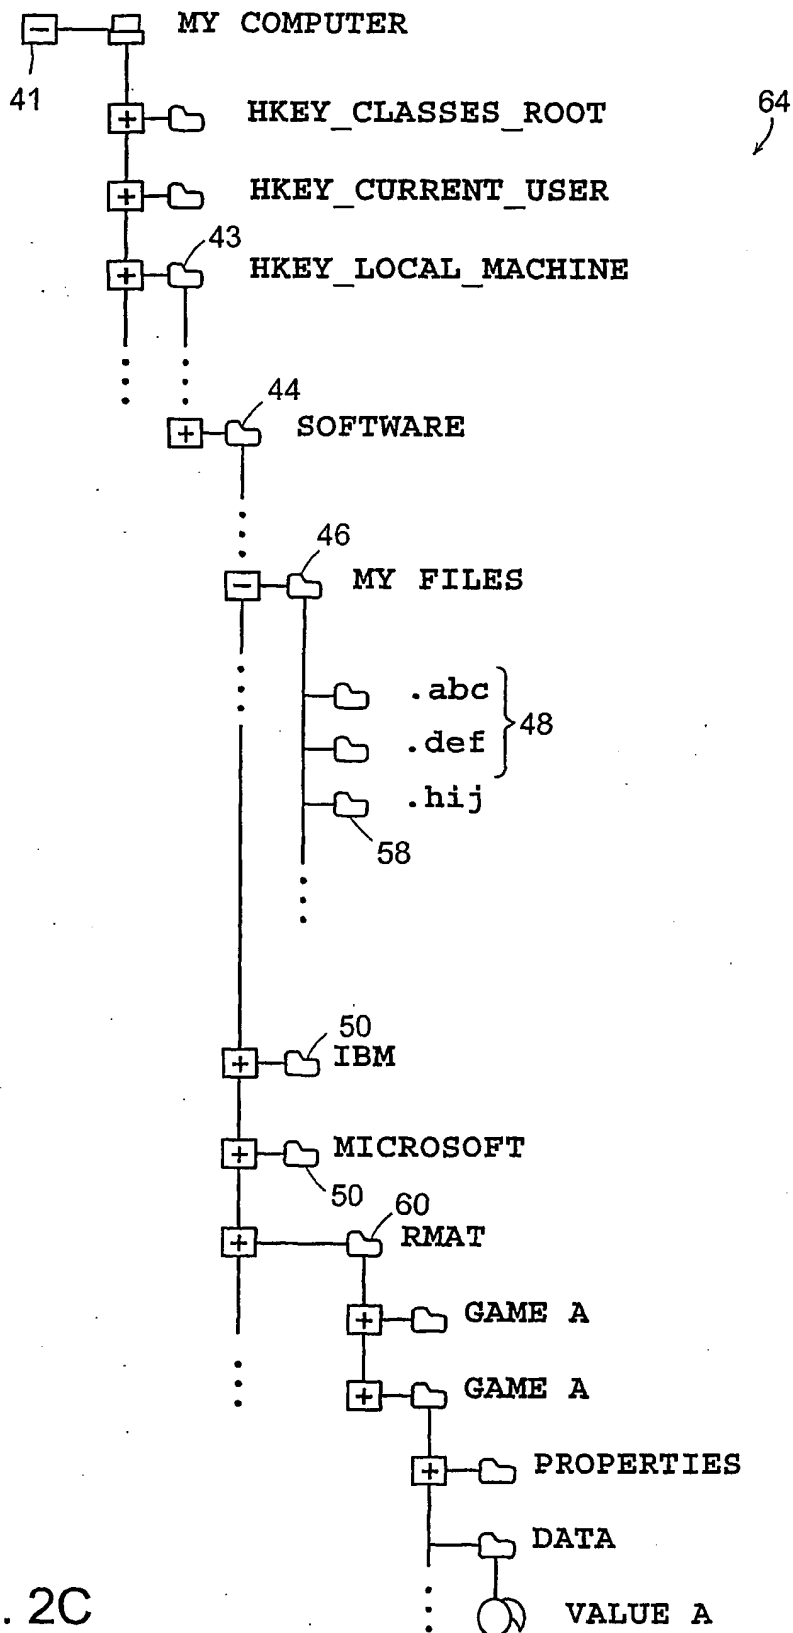 MY COMPUTER
41
HKEY_CLASSES_ROOT
64
HKEY_CURRENT_USER
43
HKEY_LOCAL_MACHINE
44
SOFTWARE
46
MY FILES
.abc
48
.def
.hij
58
50
IBM
MICROSOFT
50
60
RMAT
GAME A
GAME A
PROPERTIES
DATA
. 2C
VALUE A